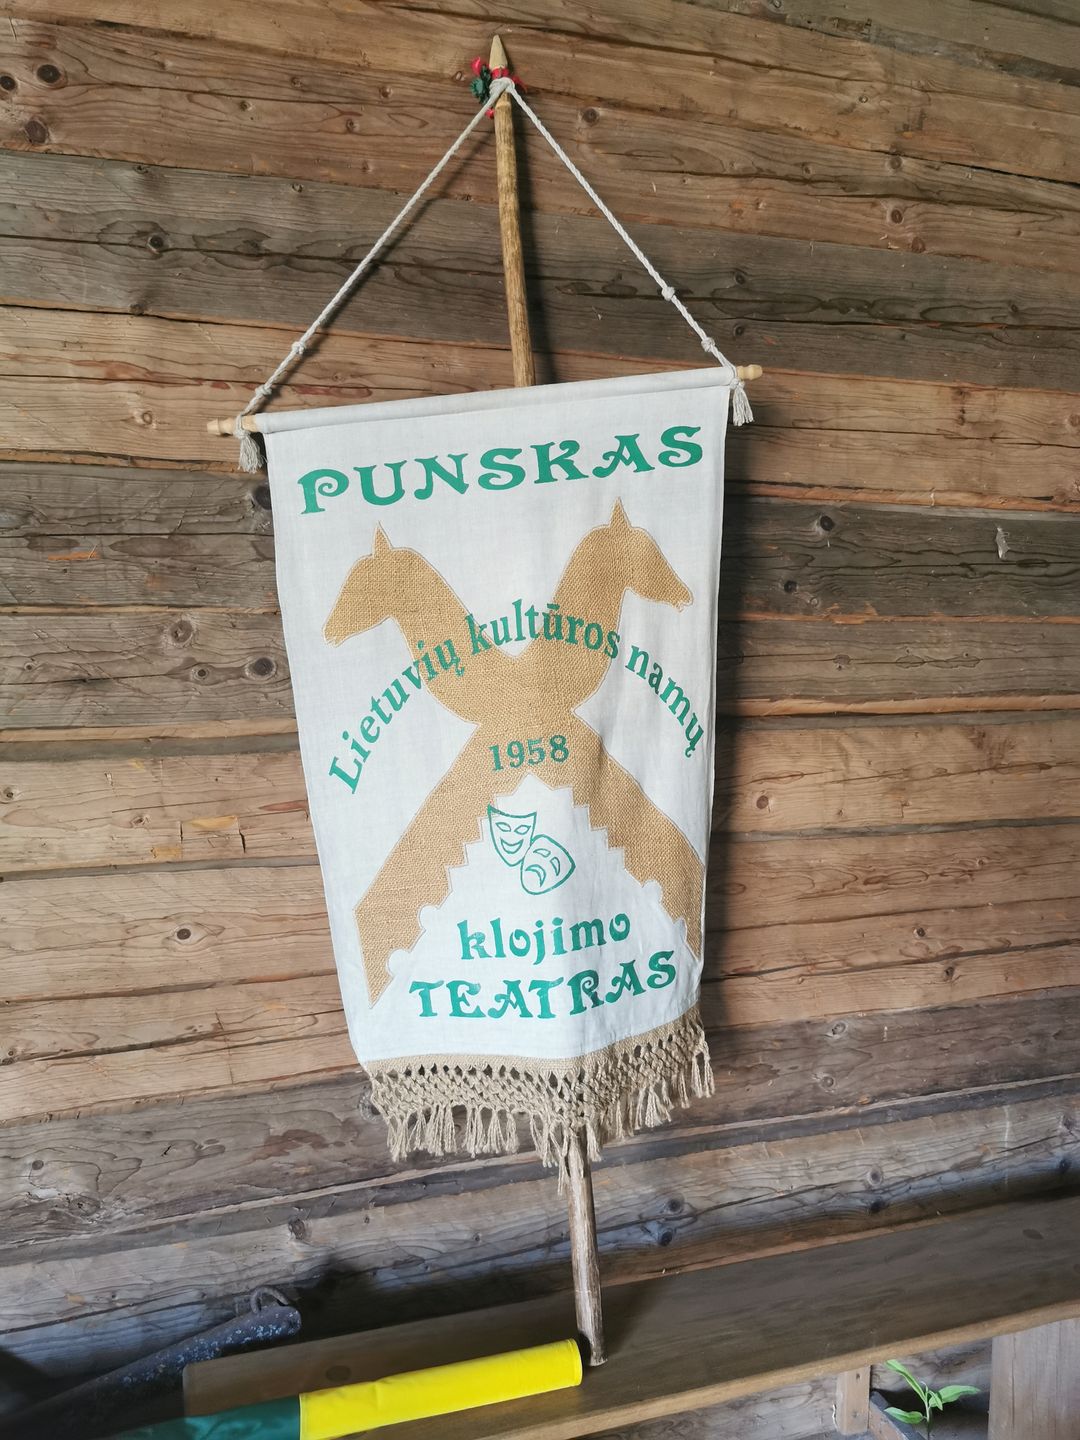 PUNSKAS
Lietuvių kultūros namų
1958
klojimo
TEATRAS